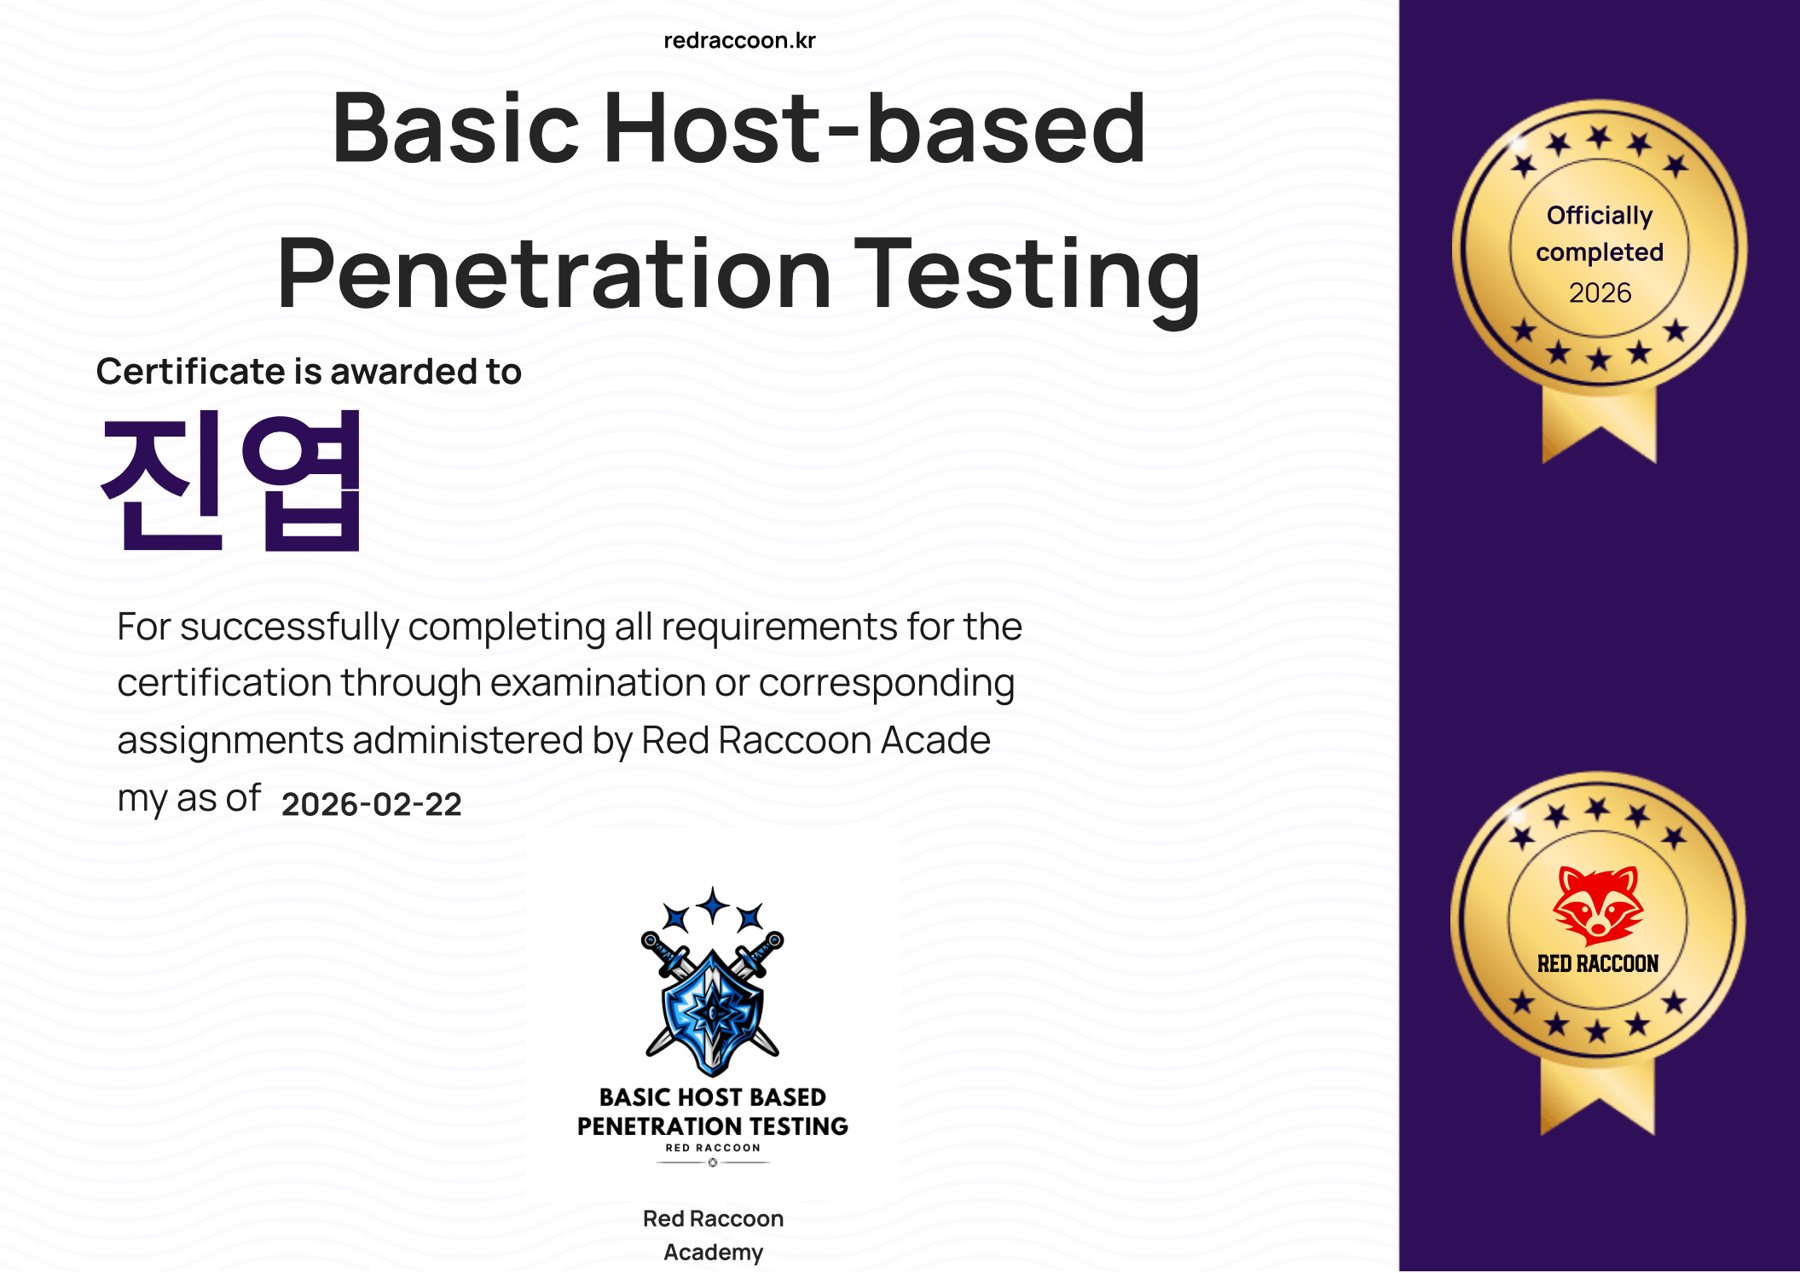 redraccoon.kr
Basic Host-based
Penetration Testing
Certificate is awarded to
진엽
For successfully completing all requirements for the
certification through examination or corresponding
assignments administered by Red Raccoon Acade
my as of 2026-02-22
BASIC HOST BASED
PENETRATION TESTING
RED RACCOON
Red Raccoon
Academy
Officially
completed
2026
RED RACCOON